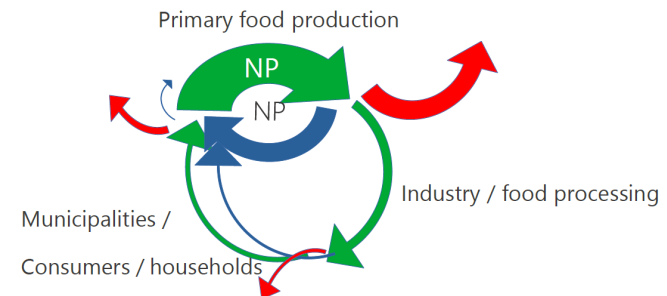 Primary food production
NP
NP
Industry / food processing
Municipalities /
Consumers / households